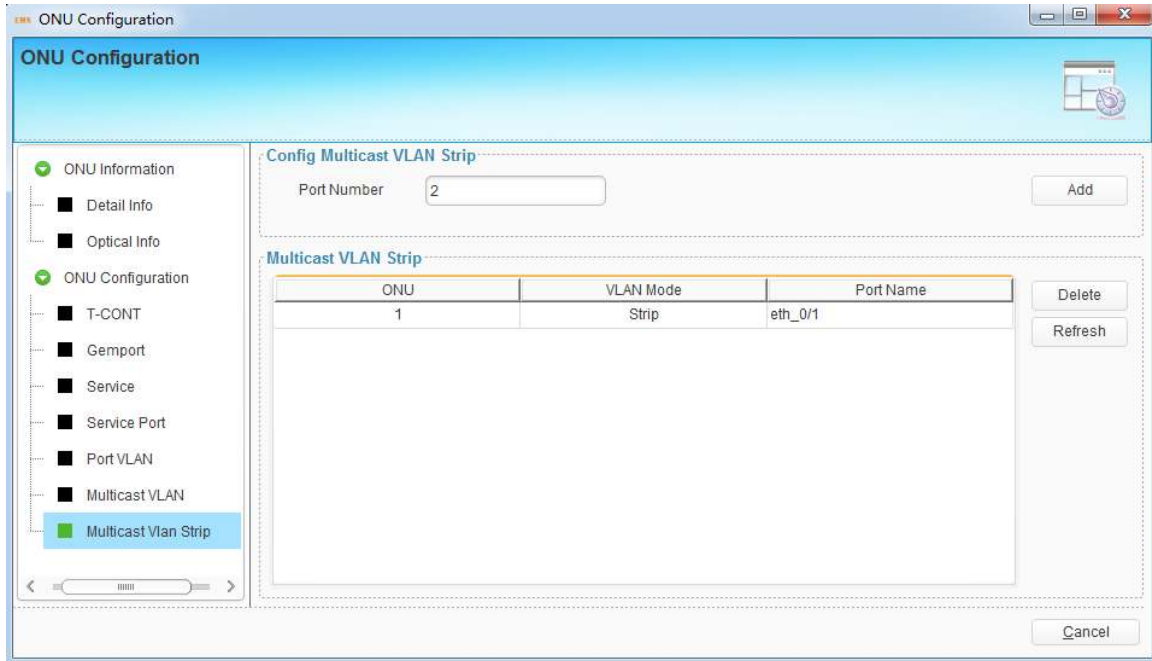 EMS ONU Configuration
ONU Configuration
ONU Information
Detail Info
Optical Info
ONU Configuration
T-CONT
Gemport
Service
Service Port
Port VLAN
Multicast VLAN
Multicast Vlan Strip
Config Multicast VLAN Strip
Port Number 2 Add
Multicast VLAN Strip
ONU VLAN Mode Port Name
1 Strip eth_0/1
Delete
Refresh
Cancel